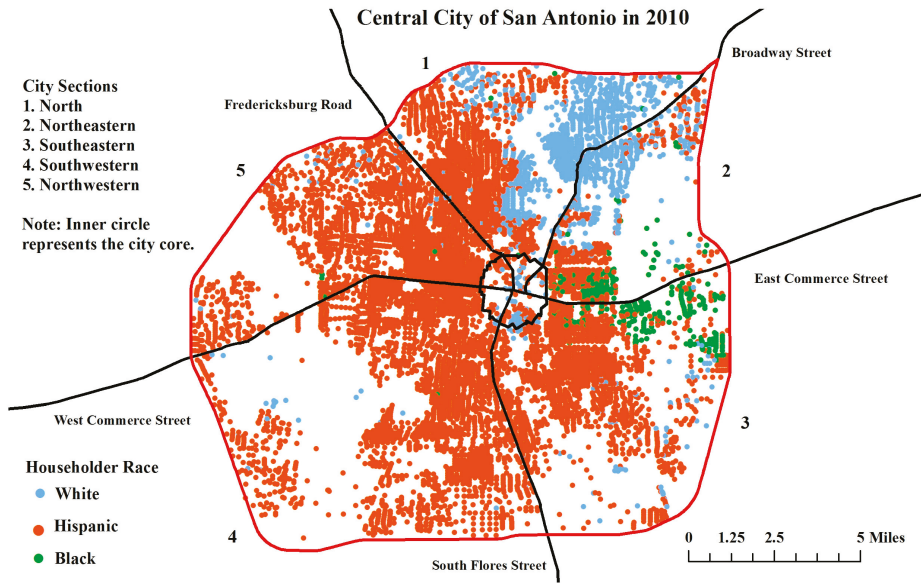 Central City of San Antonio in 2010
1
Broadway Street
City Sections
1. North
2. Northeastern
3. Southeastern
4. Southwestern
5. Northwestern
Fredericksburg Road
5
2
Note: Inner circle
represents the city core.
East Commerce Street
West Commerce Street
3
Householder Race
White
Hispanic
Black
4
South Flores Street
0 1.25 2.5 5 Miles